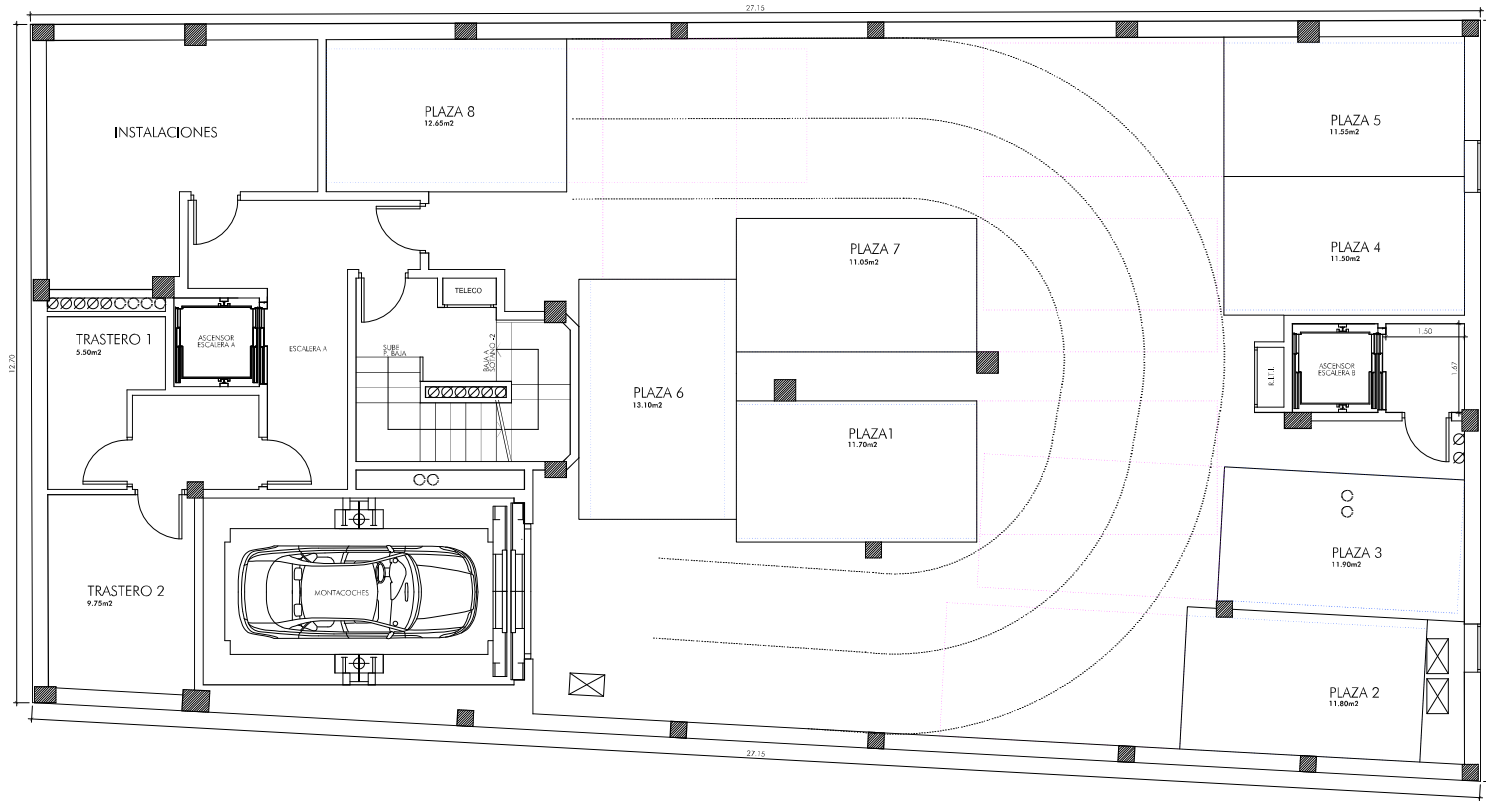 27.15
PLAZA 8
12.65m2
INSTALACIONES
PLAZA 5
11.55m2
PLAZA 7
11.05m2
PLAZA 4
11.50m2
TELECO
12.70
TRASTERO 1
5.50m2
ASCENSOR
ESCALERA A
ESCALERA A
SUBE
P. BAJA
BAJA A
SOTANO -2
PLAZA 6
13.10m2
PLAZA1
11.70m2
R.I.T.I.
ASCENSOR
ESCALERA B
1.50
1.67
PLAZA 3
11.90m2
TRASTERO 2
9.75m2
MONTACOCHES
PLAZA 2
11.80m2
27.15